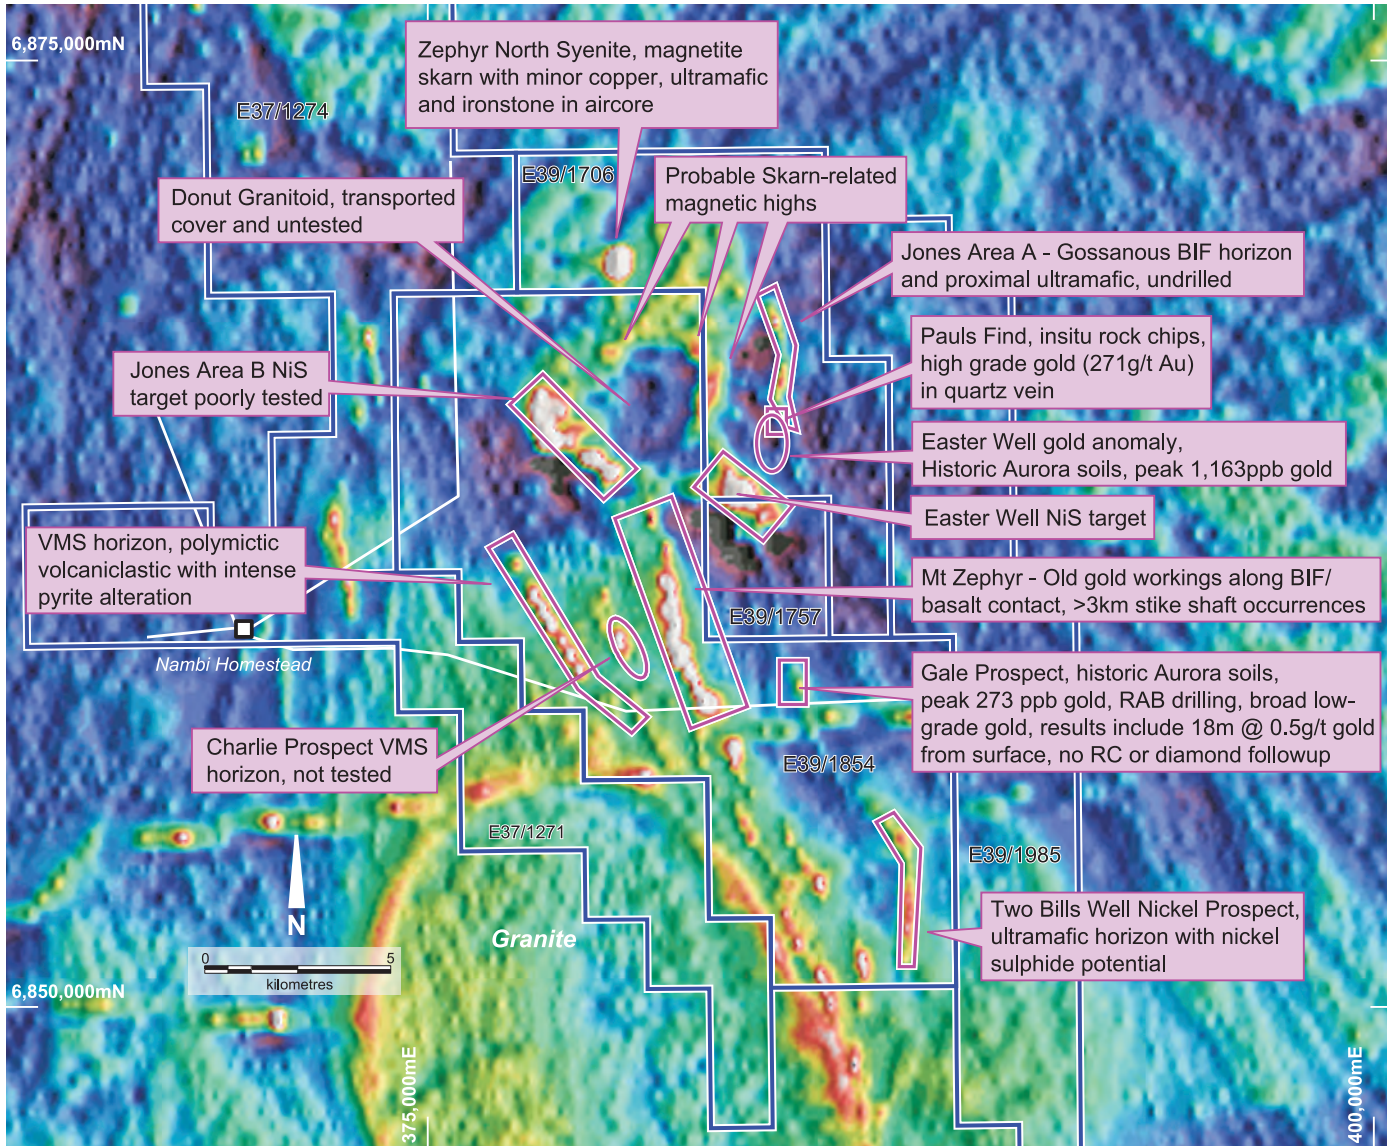 6,875,000mN
Zephyr North Syenite, magnetite
skarn with minor copper, ultramafic
and ironstone in aircore
E37/1274
E39/1706
Probable Skarn-related
magnetic highs
Donut Granitoid, transported
cover and untested
Jones Area A - Gossanous BIF horizon
and proximal ultramafic, undrilled
Pauls Find, insitu rock chips,
high grade gold (271g/t Au)
in quartz vein
Jones Area B NiS
target poorly tested
Easter Well gold anomaly,
Historic Aurora soils, peak 1,163ppb gold
Easter Well NiS target
VMS horizon, polymictic
volcaniclastic with intense
pyrite alteration
Mt Zephyr - Old gold workings along BIF/
basalt contact, >3km stike shaft occurrences
E39/1757
Nambi Homestead
Gale Prospect, historic Aurora soils,
peak 273 ppb gold, RAB drilling, broad low-
grade gold, results include 18m @ 0.5g/t gold
from surface, no RC or diamond followup
Charlie Prospect VMS
horizon, not tested
E39/1854
E37/1271
E39/1985
N
Granite
Two Bills Well Nickel Prospect,
ultramafic horizon with nickel
sulphide potential
0 5
kilometres
6,850,000mN
375,000mE
400,000mE